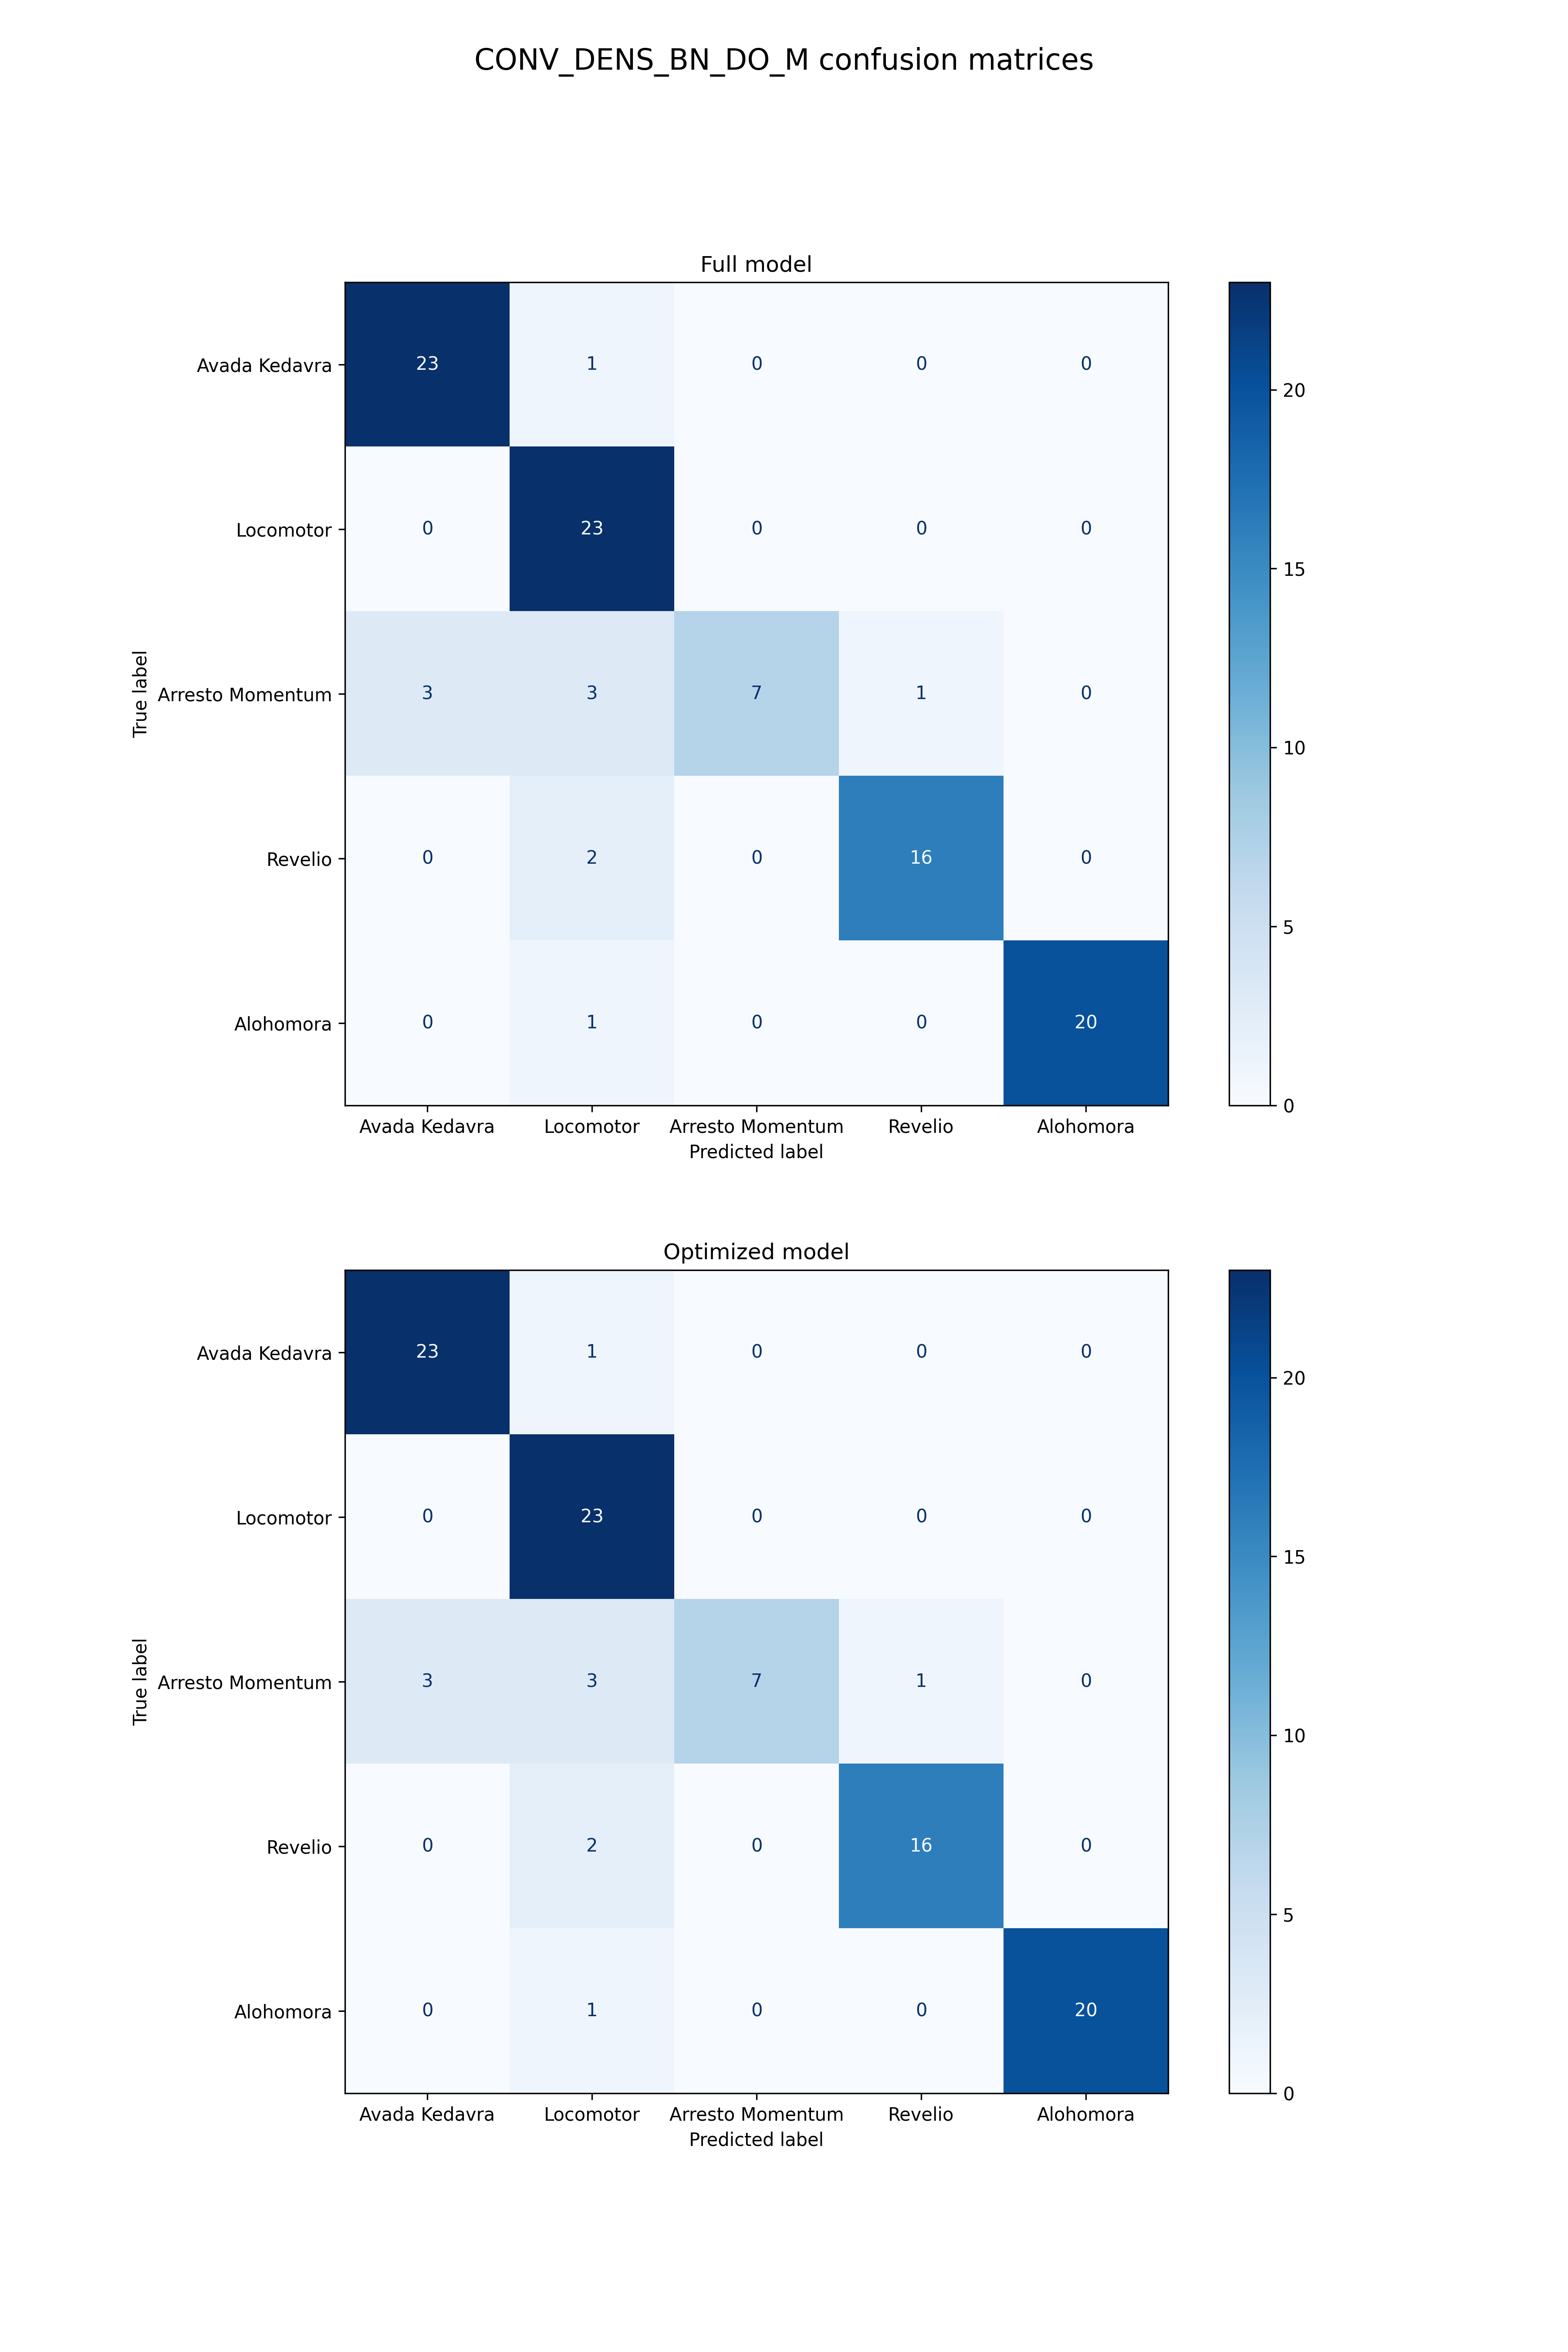 CONV_DENS_BN_DO_M confusion matrices
Full model
Avada Kedavra 23 1 0 0 0
20
Locomotor 0 23 0 0 0
15
True label
Arresto Momentum 3 3 7 1 0
10
Revelio 0 2 0 16 0
5
Alohomora 0 1 0 0 20
0
Avada Kedavra Locomotor Arresto Momentum Revelio Alohomora
Predicted label
Optimized model
Avada Kedavra 23 1 0 0 0
20
Locomotor 0 23 0 0 0
15
True label
Arresto Momentum 3 3 7 1 0
10
Revelio 0 2 0 16 0
5
Alohomora 0 1 0 0 20
0
Avada Kedavra Locomotor Arresto Momentum Revelio Alohomora
Predicted label